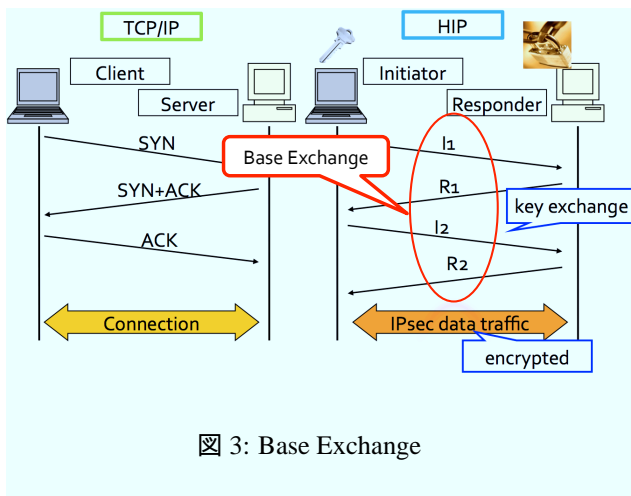 TCP/IP
HIP
Client
Initiator
Server
Responder
SYN
I1
Base Exchange
SYN+ACK
R1
key exchange
ACK
I2
R2
Connection
IPsec data traffic
encrypted
図 3: Base Exchange